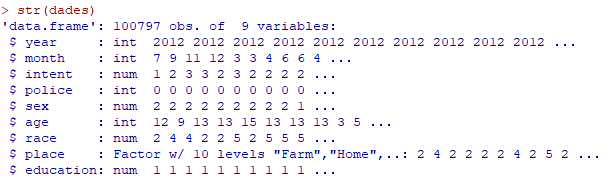 > str(dades)
'data.frame': 100797 obs. of  9 variables:
 $ year     : int  2012 2012 2012 2012 2012 2012 2012 2012 2012 2012 ...
 $ month    : int  7 9 11 12 3 3 4 6 6 4 ...
 $ intent   : num  1 2 3 3 2 3 2 2 2 2 ...
 $ police   : int  0 0 0 0 0 0 0 0 0 0 ...
 $ sex      : num  2 2 2 2 2 2 2 2 2 1 ...
 $ age      : int  12 9 13 13 15 13 13 13 3 5 ...
 $ race     : num  2 4 4 2 2 5 2 5 5 5 ...
 $ place    : Factor w/ 10 levels "Farm","Home",..: 2 4 2 2 2 2 4 2 5 2 ...
 $ education: num  1 1 1 1 1 1 1 1 1 1 ...